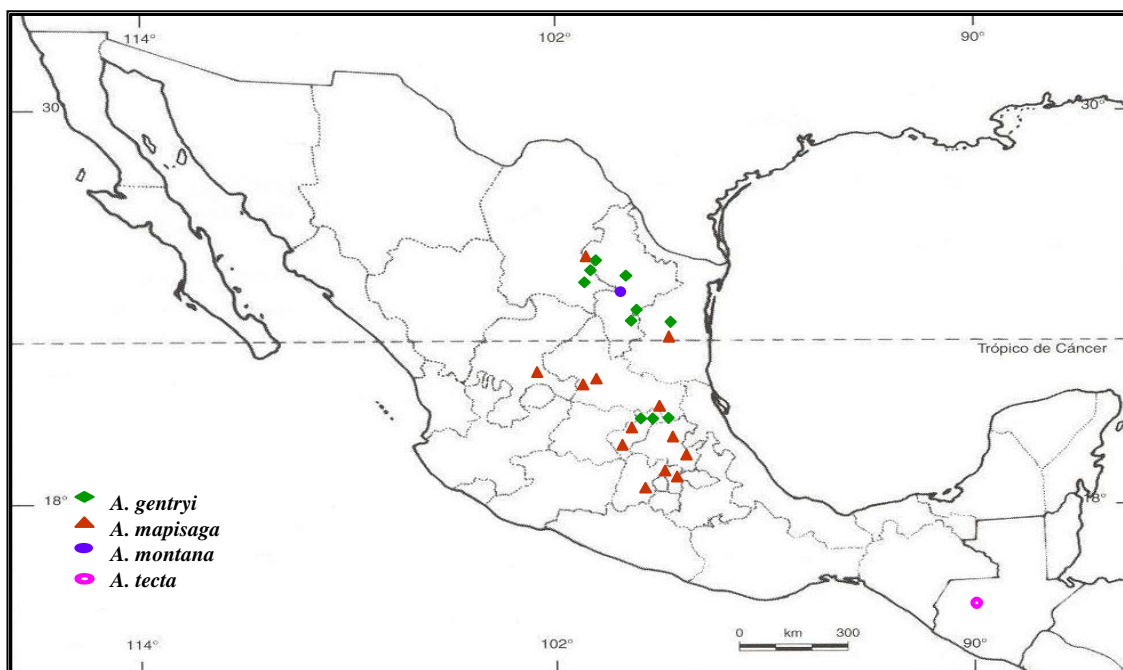 114°
102°
90°
30
30°
Trópico de Cáncer
18°
18°
A. gentryi
A. mapisaga
A. montana
A. tecta
0 km 300
114°
102°
90°